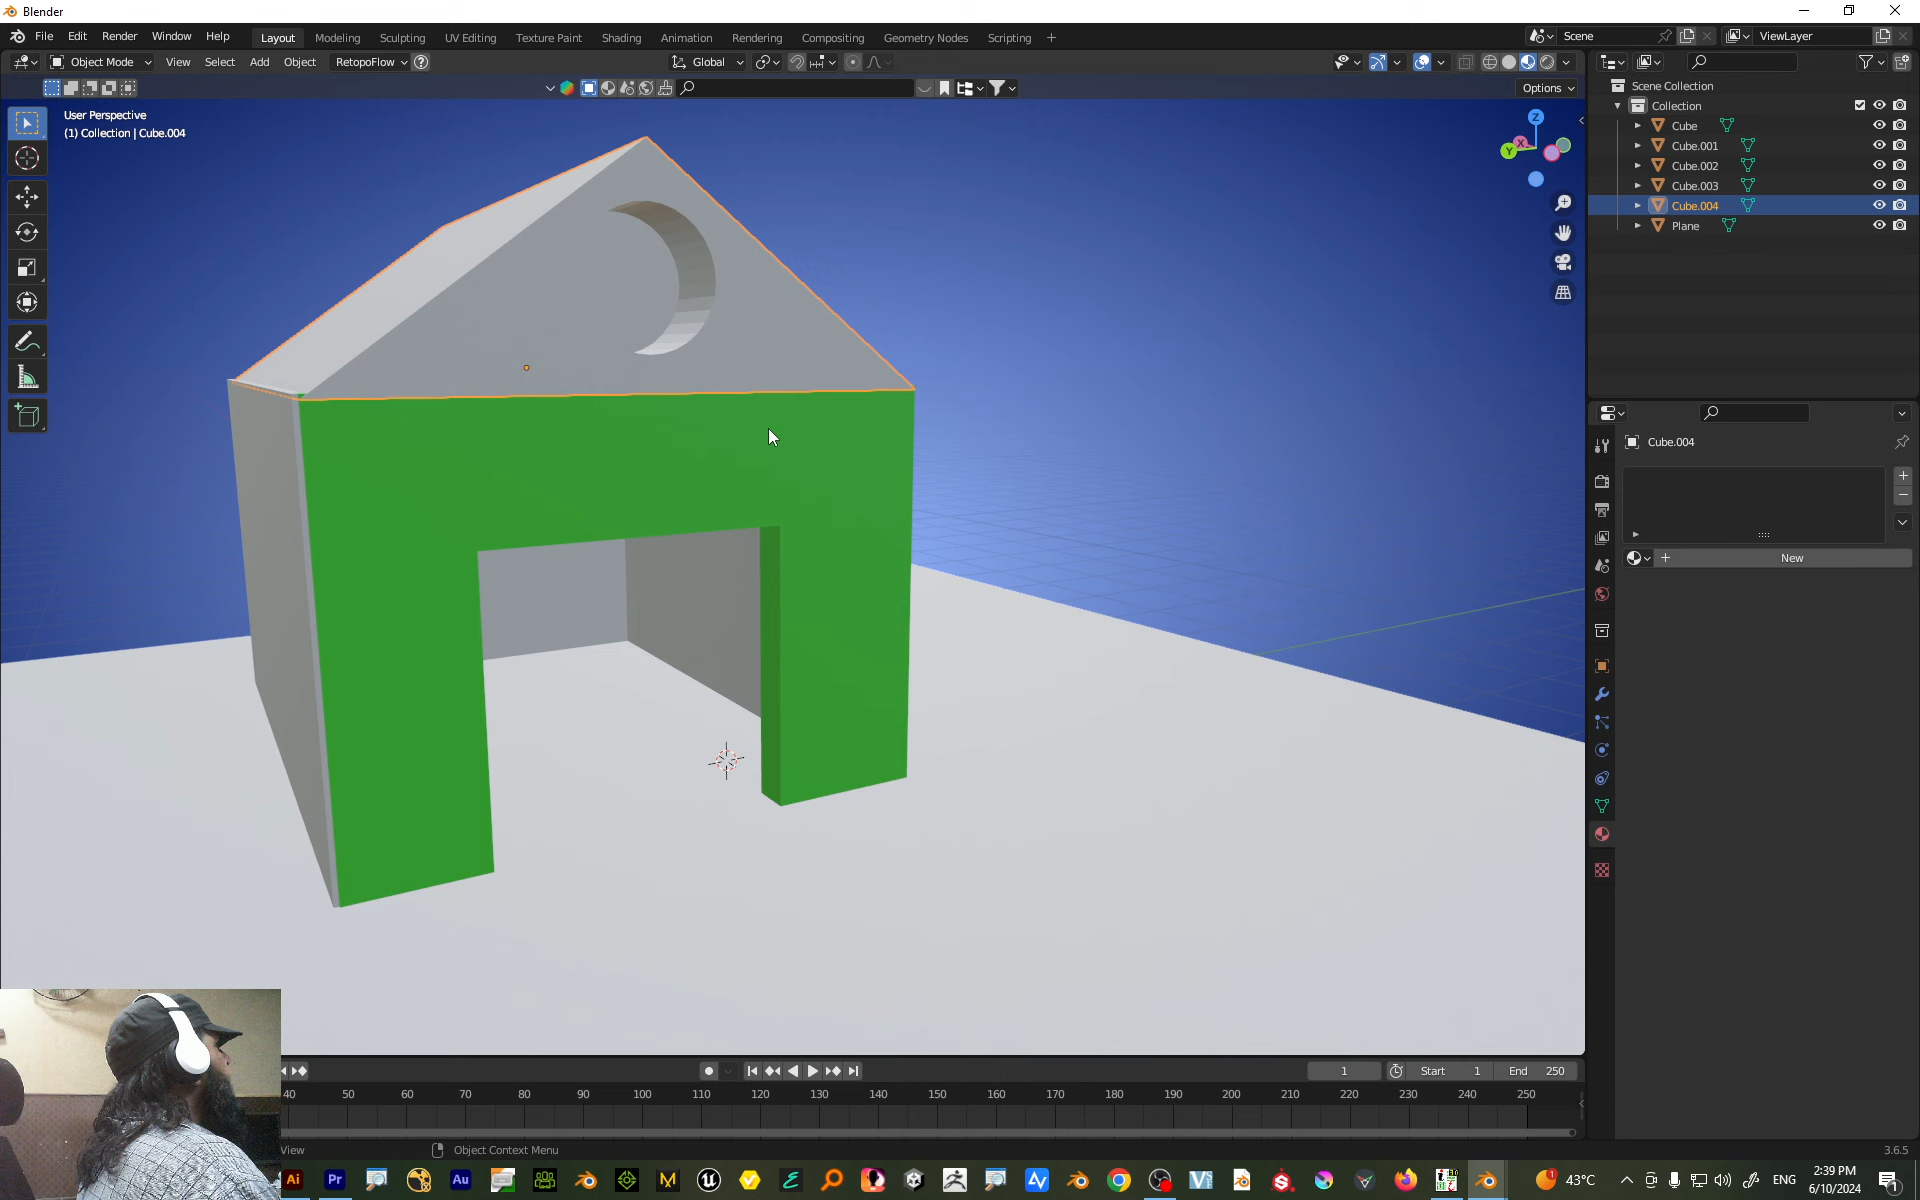 Blender
File Edit Render Window Help Layout Modeling Sculpting UV Editing Texture Paint Shading Animation Rendering Compositing Geometry Nodes Scripting +
Scene ViewLayer
Object Mode View Select Add Object RetopoFlow Global
Options
User Perspective
(1) Collection | Cube.004
Z
X
Y
Scene Collection
Collection
Cube
Cube.001
Cube.002
Cube.003
Cube.004
Plane
Cube.004
New
1 Start 1 End 250
40 50 60 70 80 90 100 110 120 130 140 150 160 170 180 190 200 210 220 230 240 250
View Object Context Menu 3.6.5
Ai Pr Au 43°C ENG 2:39 PM
6/10/2024